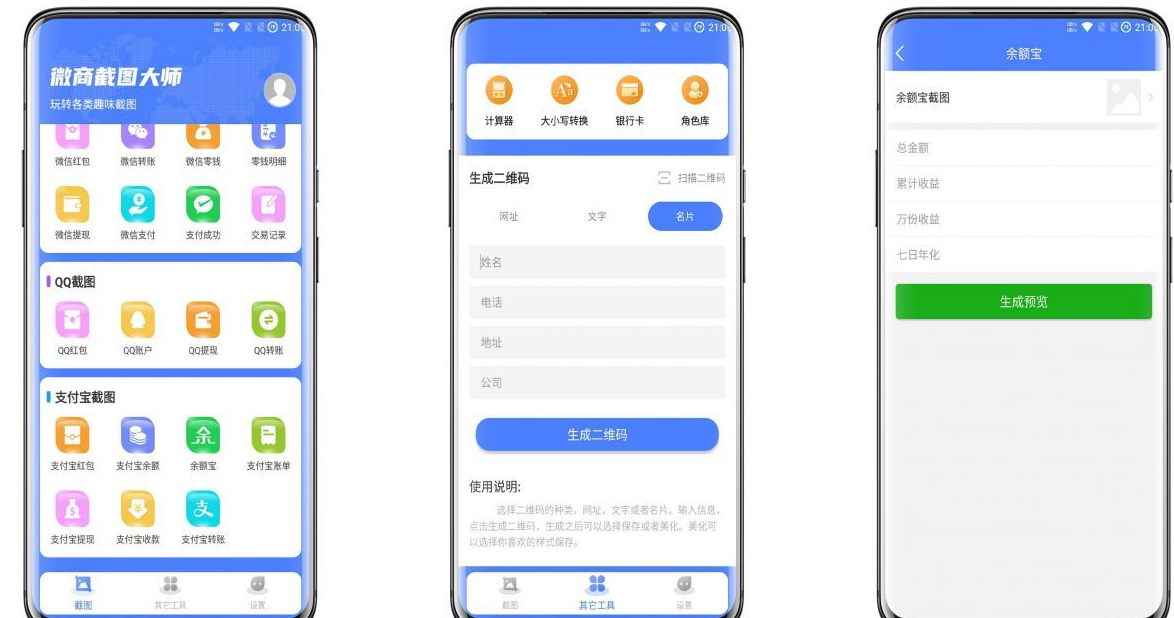 21:0
微商截图大师
玩转各类趣味截图
微信红包 微信转账 微信零钱 零钱明细
微信提现 微信支付 支付成功 交易记录
QQ截图
QQ红包 QQ账户 QQ提现 QQ转账
支付宝截图
支付宝红包 支付宝余额 余额宝 支付宝账单
支付宝提现 支付宝收款 支付宝转账
截图 其它工具 设置
21:0
计算器 大小写转换 银行卡 角色库
生成二维码 扫描二维码
网址 文字 名片
姓名
电话
地址
公司
生成二维码
使用说明:
选择二维码的种类，网址，文字或者名片。输入信息，
点击生成二维码，生成之后可以选择保存或者美化。美化可
以选择你喜欢的样式保存。
截图 其它工具 设置
21:0
余额宝
余额宝截图
总金额
累计收益
万份收益
七日年化
生成预览